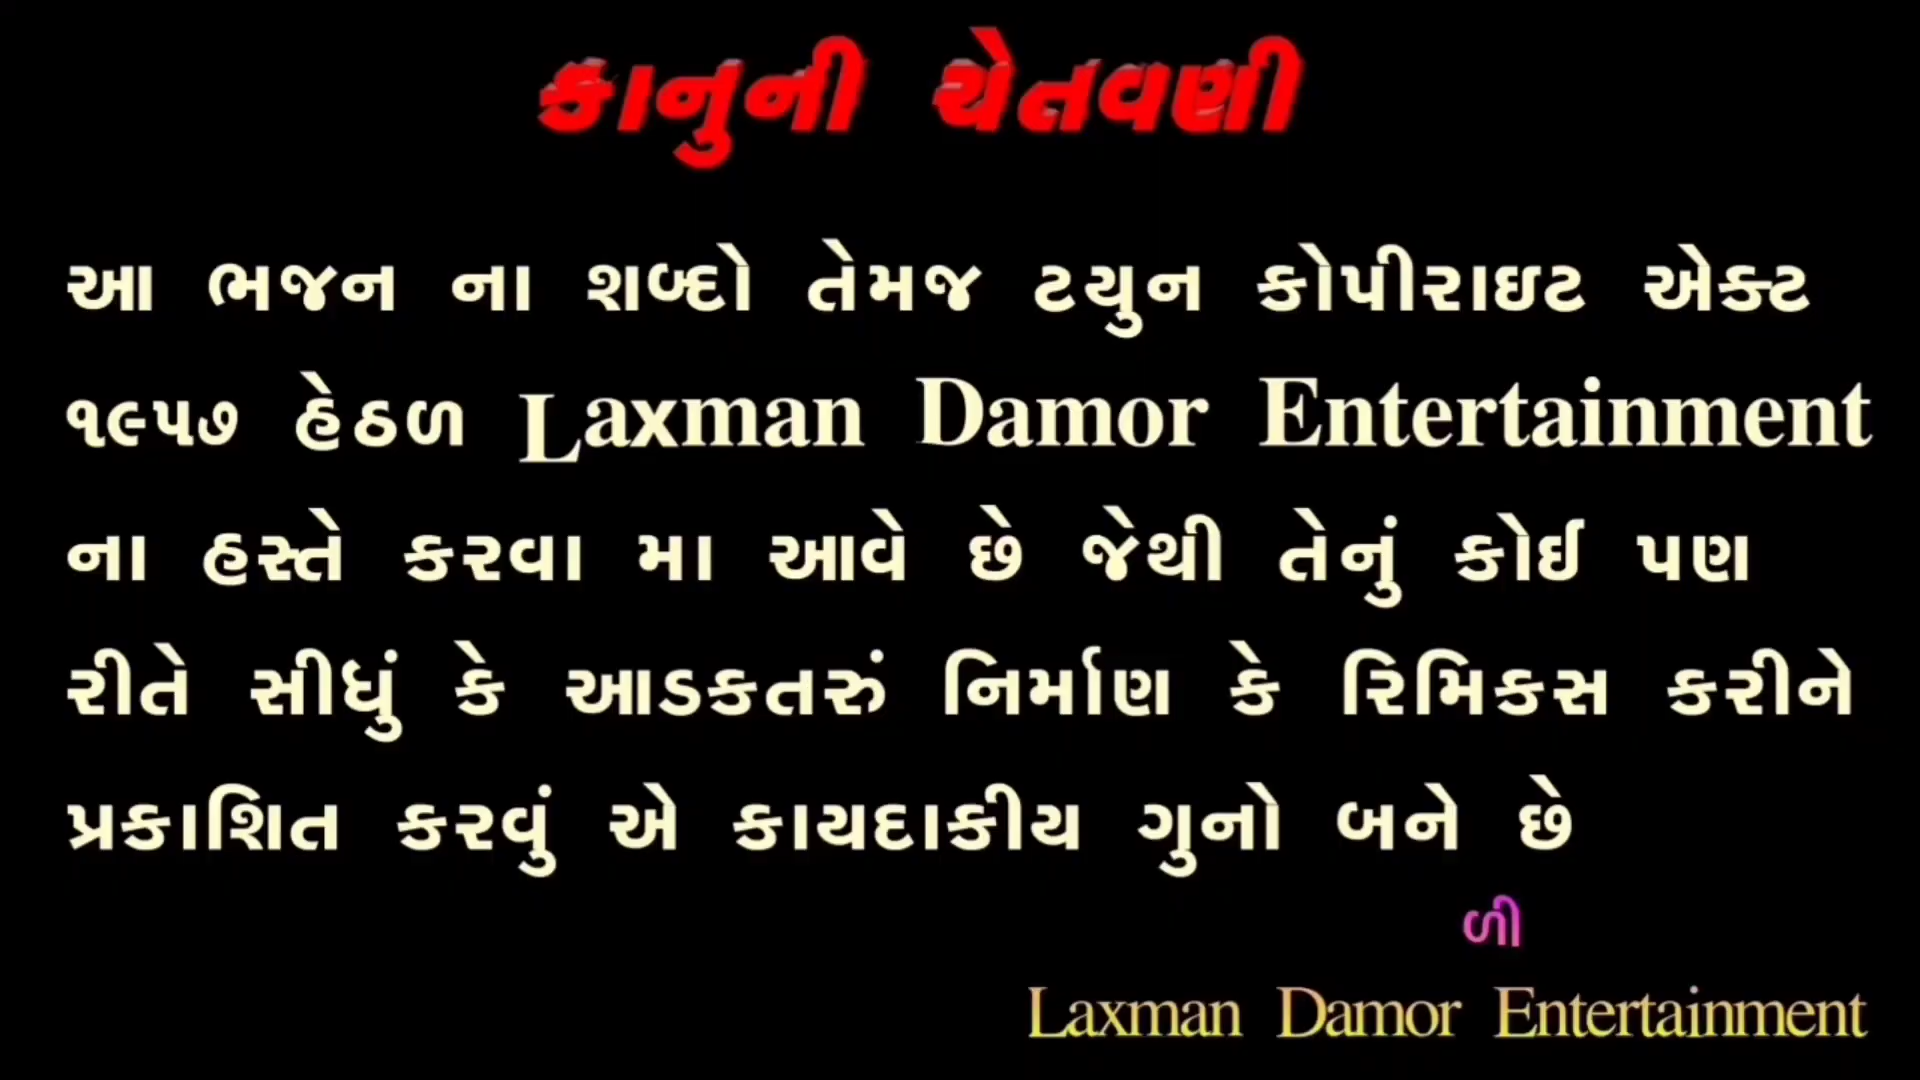 કાનુની ચેતવણી
આ ભજન ના શબ્દો તેમજ ટયુન કોપીરાઇટ એક્ટ
૧૯૫૭ હેઠળ Laxman Damor Entertainment
ના હસ્તે કરવા મા આવે છે જેથી તેનું કોઈ પણ
રીતે સીધું કે આડકતરું નિર્માણ કે રિમિકસ કરીને
પ્રકાશિત કરવું એ કાયદાકીય ગુનો બને છે
ળી
Laxman Damor Entertainment